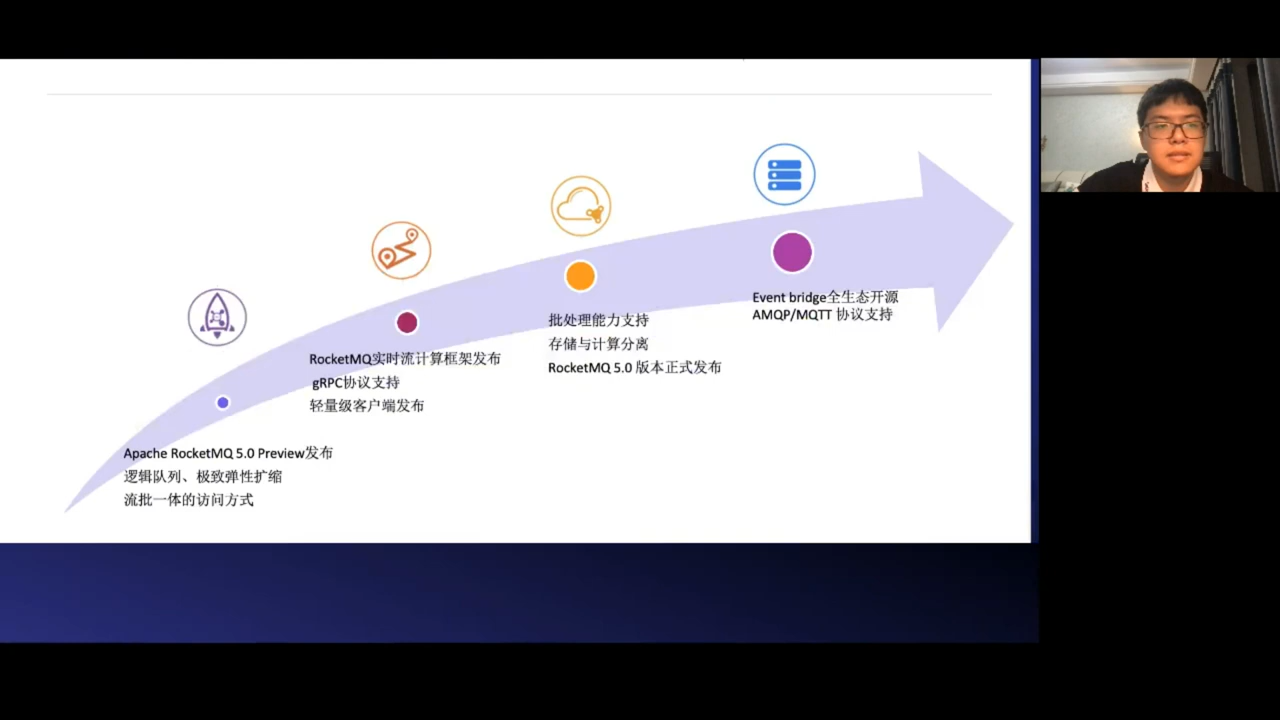 Apache RocketMQ 5.0 Preview发布
逻辑队列、极致弹性扩缩
流批一体的访问方式
RocketMQ实时流计算框架发布
gRPC协议支持
轻量级客户端发布
批处理能力支持
存储与计算分离
RocketMQ 5.0 版本正式发布
Event bridge全生态开源
AMQP/MQTT 协议支持